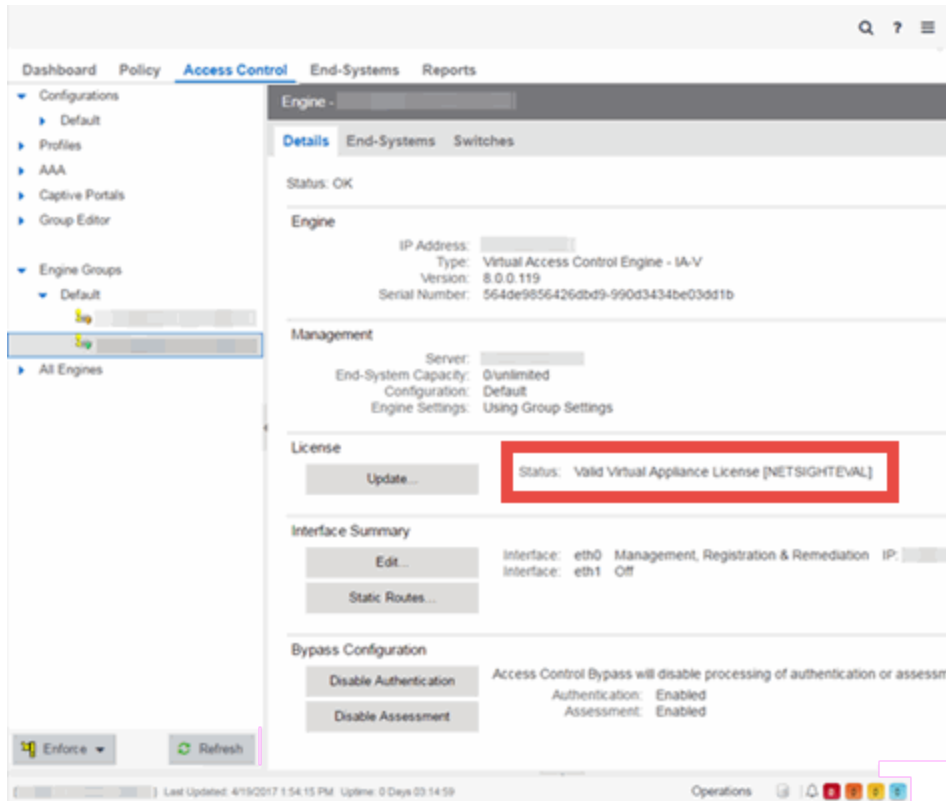 ?
Dashboard Policy Access Control End-Systems Reports
Configurations
Default
Profiles
AAA
Captive Portals
Group Editor
Engine Groups
Default
All Engines
Enforce
Refresh
Engine -
Details End-Systems Switches
Status: OK
Engine
IP Address:
Type: Virtual Access Control Engine - IA-V
Version: 8.0.0.119
Serial Number: 564de9856426dbd9-990d3434be03dd1b
Management
Server:
End-System Capacity: 0/unlimited
Configuration: Default
Engine Settings: Using Group Settings
License
Update...
Status: Valid Virtual Appliance License [NETSIGHTEVAL]
Interface Summary
Edit...
Interface: eth0 Management, Registration & Remediation IP:
Interface: eth1 Off
Static Routes...
Bypass Configuration
Disable Authentication
Access Control Bypass will disable processing of authentication or assessm
Authentication: Enabled
Assessment: Enabled
Disable Assessment
Last Updated: 4/19/2017 1:54:15 PM Uptime: 0 Days 03:14:59
Operations